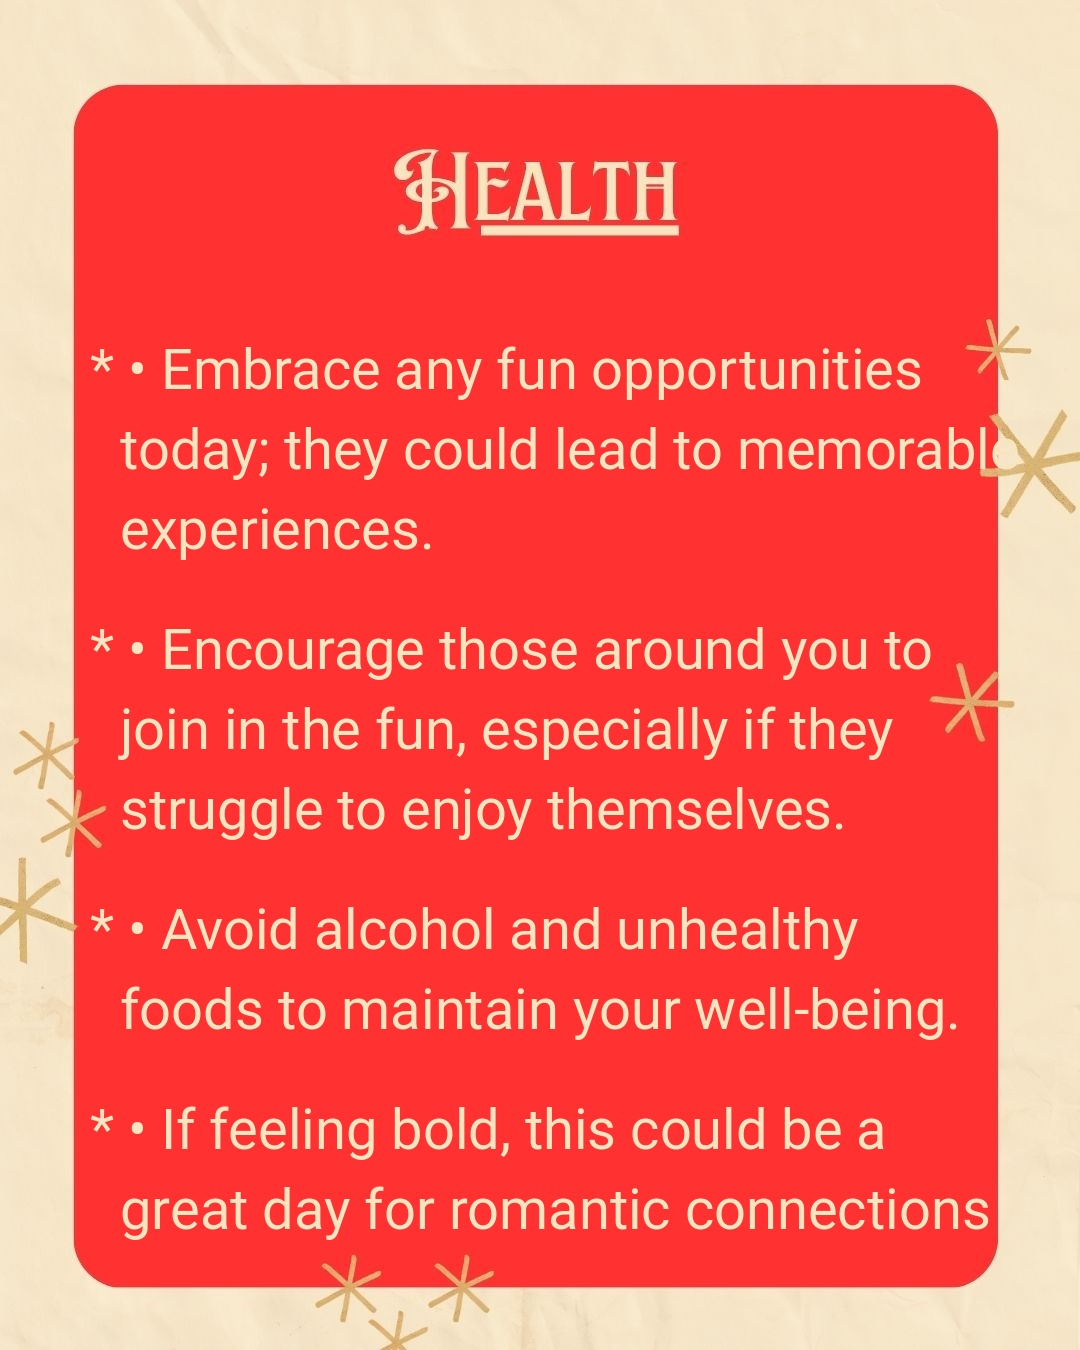 Health
* • Embrace any fun opportunities
today; they could lead to memorable
experiences.
* • Encourage those around you to
join in the fun, especially if they
struggle to enjoy themselves.
* • Avoid alcohol and unhealthy
foods to maintain your well-being.
* • If feeling bold, this could be a
great day for romantic connections